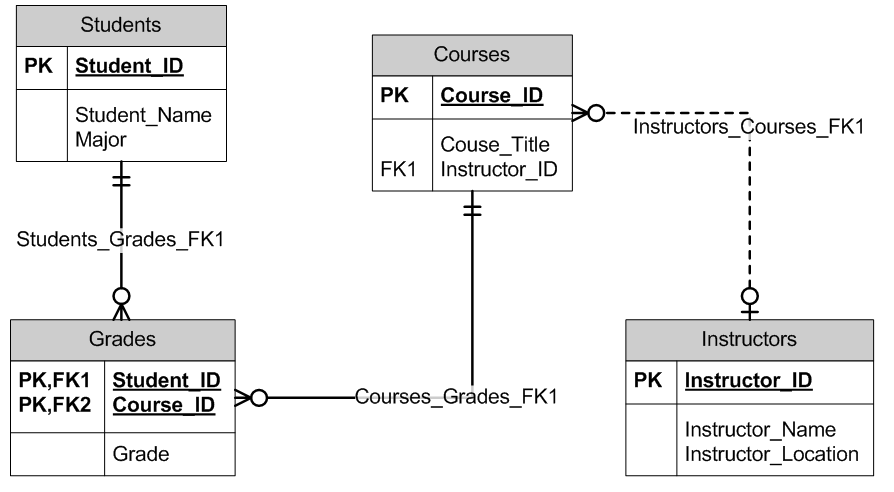 Students
PK Student_ID
Student_Name
Major
Students_Grades_FK1
Grades
PK,FK1 Student_ID
PK,FK2 Course_ID
Grade
Courses
PK Course_ID
Couse_Title
FK1 Instructor_ID
Courses_Grades_FK1
Instructors_Courses_FK1
Instructors
PK Instructor_ID
Instructor_Name
Instructor_Location